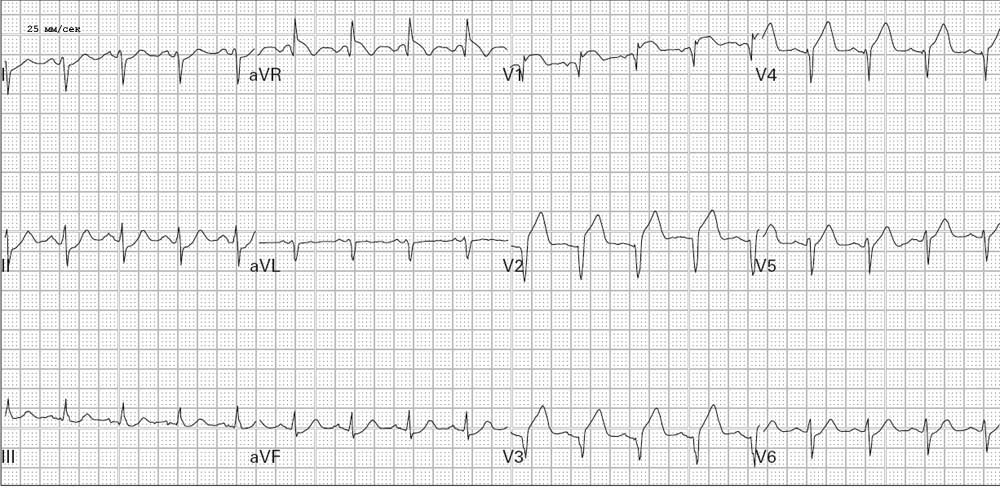 25 мм/сек
I aVR V1 V4
II aVL V2 V5
III aVF V3 V6